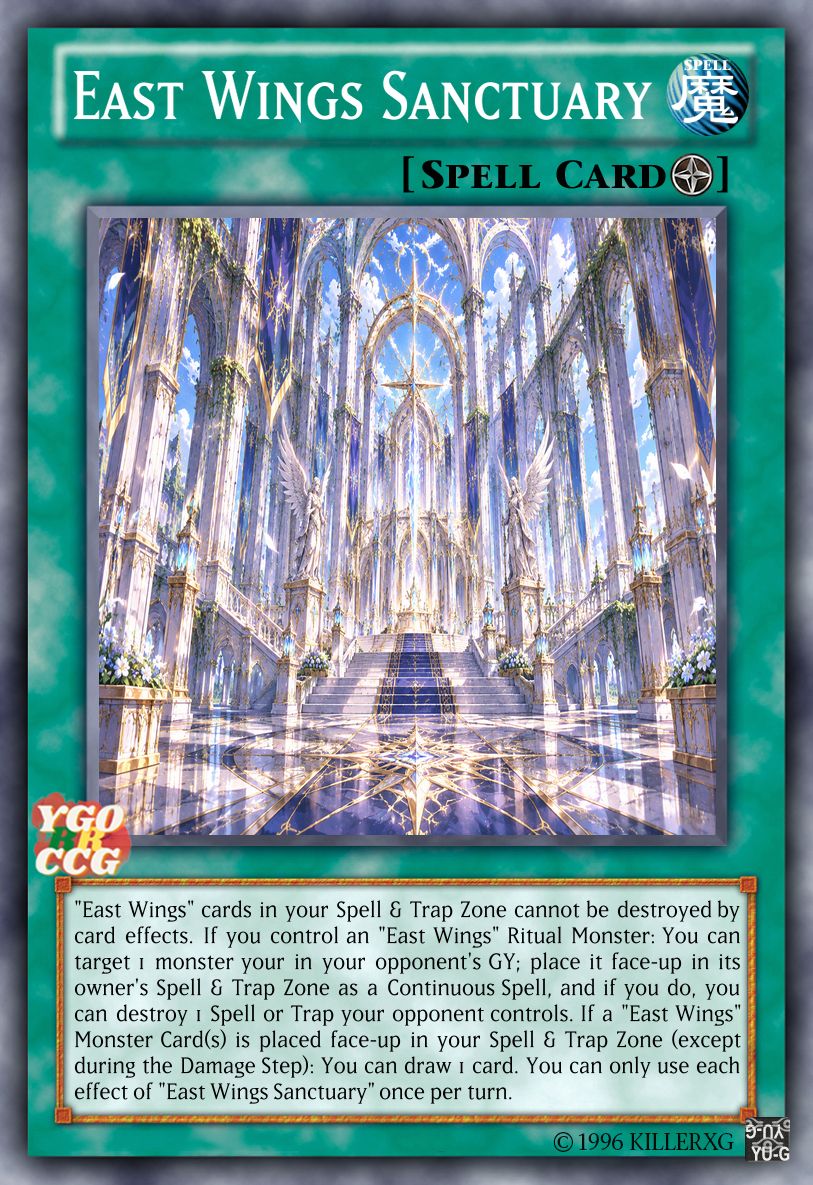 East Wings Sanctuary
SPELL
魔
[Spell Card]
YGO
BR
CCG
"East Wings" cards in your Spell & Trap Zone cannot be destroyed by
card effects. If you control an "East Wings" Ritual Monster: You can
target 1 monster your in your opponent's GY; place it face-up in its
owner's Spell & Trap Zone as a Continuous Spell, and if you do, you
can destroy 1 Spell or Trap your opponent controls. If a "East Wings"
Monster Card(s) is placed face-up in your Spell & Trap Zone (except
during the Damage Step): You can draw 1 card. You can only use each
effect of "East Wings Sanctuary" once per turn.
© 1996 KILLERXG
YU-G